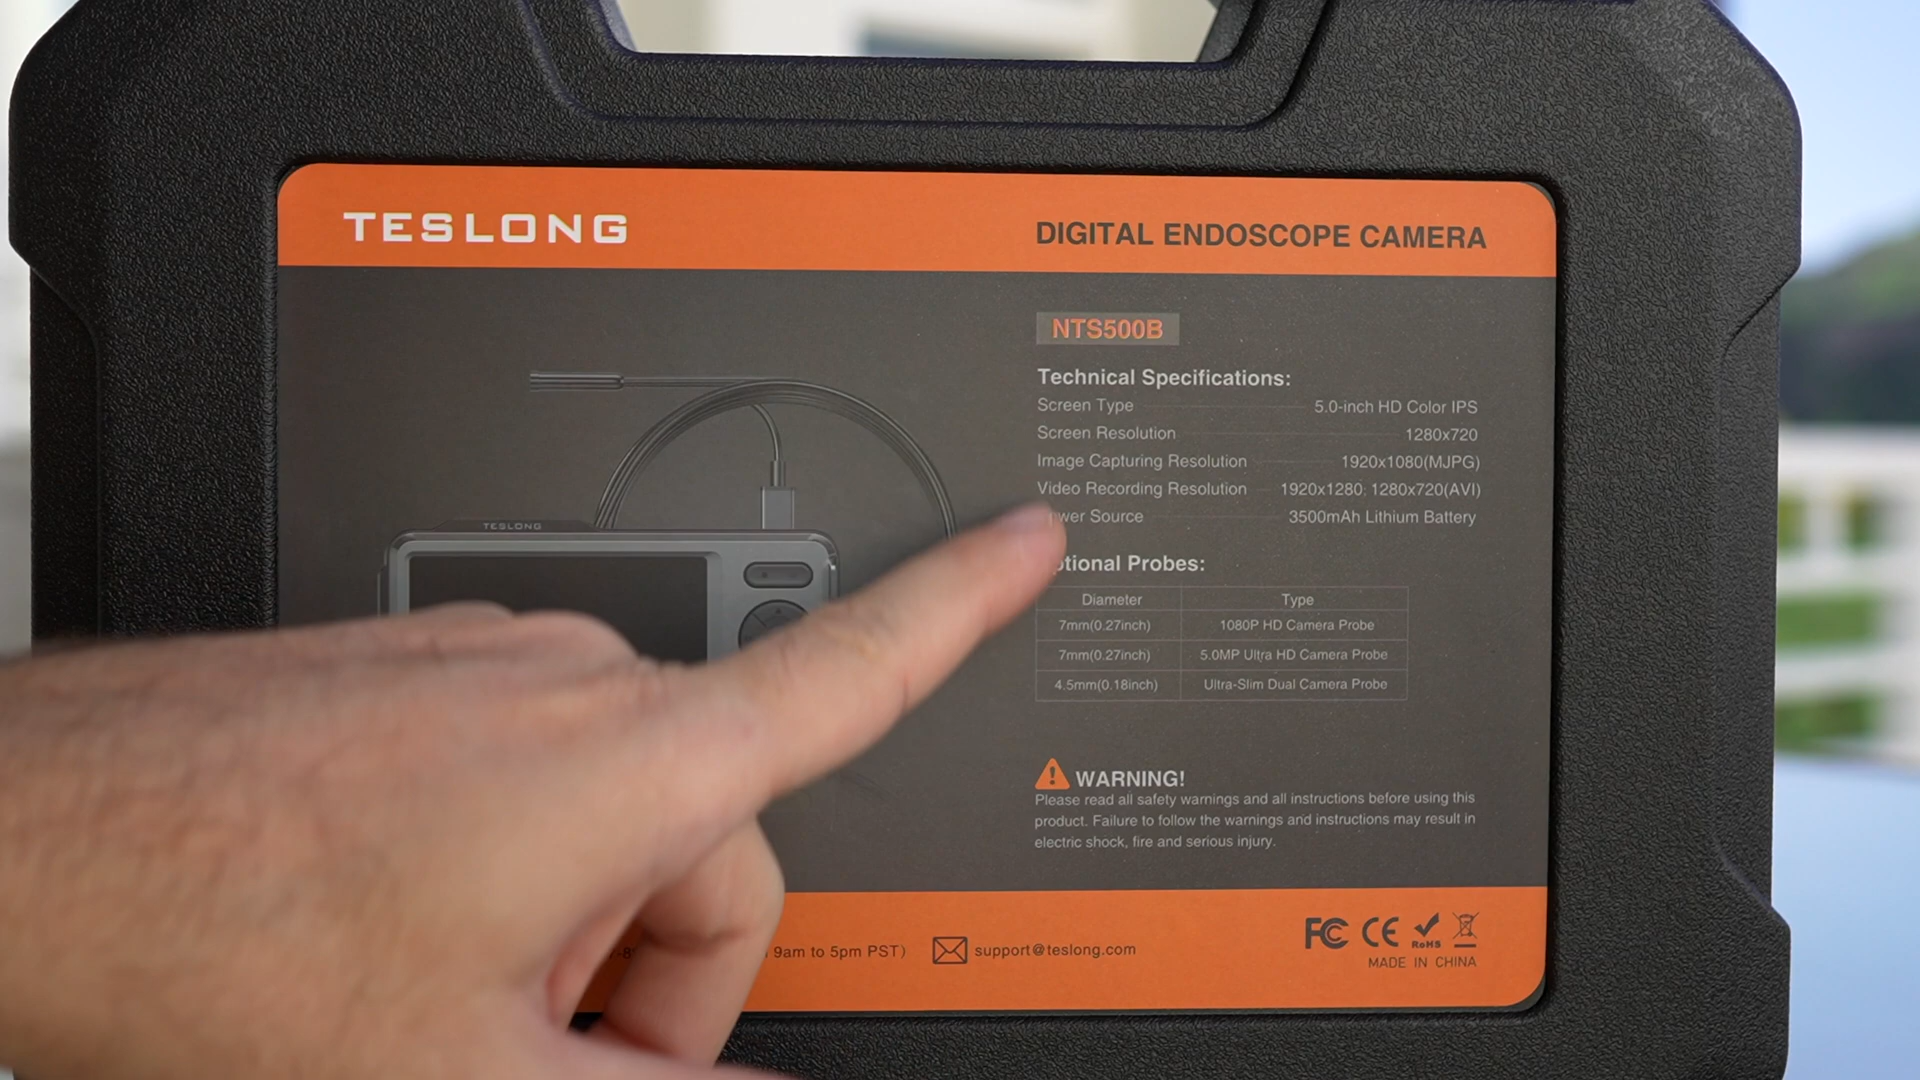 TESLONG
DIGITAL ENDOSCOPE CAMERA
NTS500B
Technical Specifications:
Screen Type 5.0-inch HD Color IPS
Screen Resolution 1280x720
Image Capturing Resolution 1920x1080(MJPG)
Video Recording Resolution 1920x1280; 1280x720(AVI)
Source 3500mAh Lithium Battery
TESLONG
Probes:
Diameter Type
7mm(0.27inch) 1080P HD Camera Probe
7mm(0.27inch) 5.0MP Ultra HD Camera Probe
4.5mm(0.18inch) Ultra-Slim Dual Camera Probe
WARNING!
Please read all safety warnings and all instructions before using this
product. Failure to follow the warnings and instructions may result in
electric shock, fire and serious injury.
9am to 5pm PST) support@teslong.com
FC CE RoHS
MADE IN CHINA